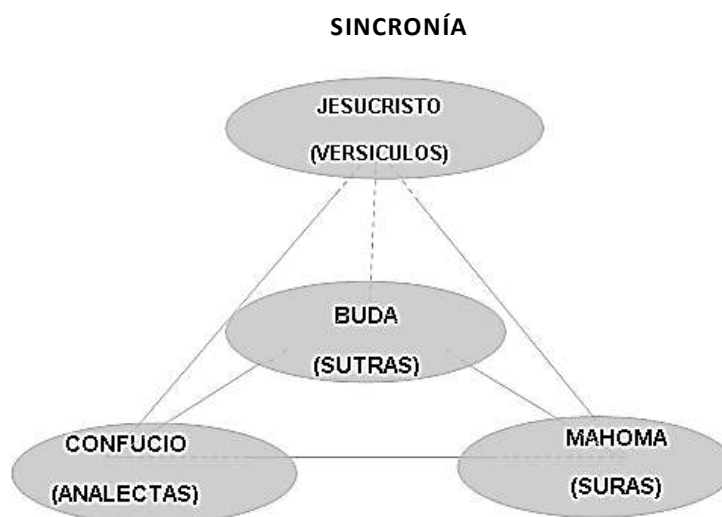 SINCRONÍA
JESUCRISTO
(VERSICULOS)
BUDA
(SUTRAS)
CONFUCIO
(ANALECTAS)
MAHOMA
(SURAS)